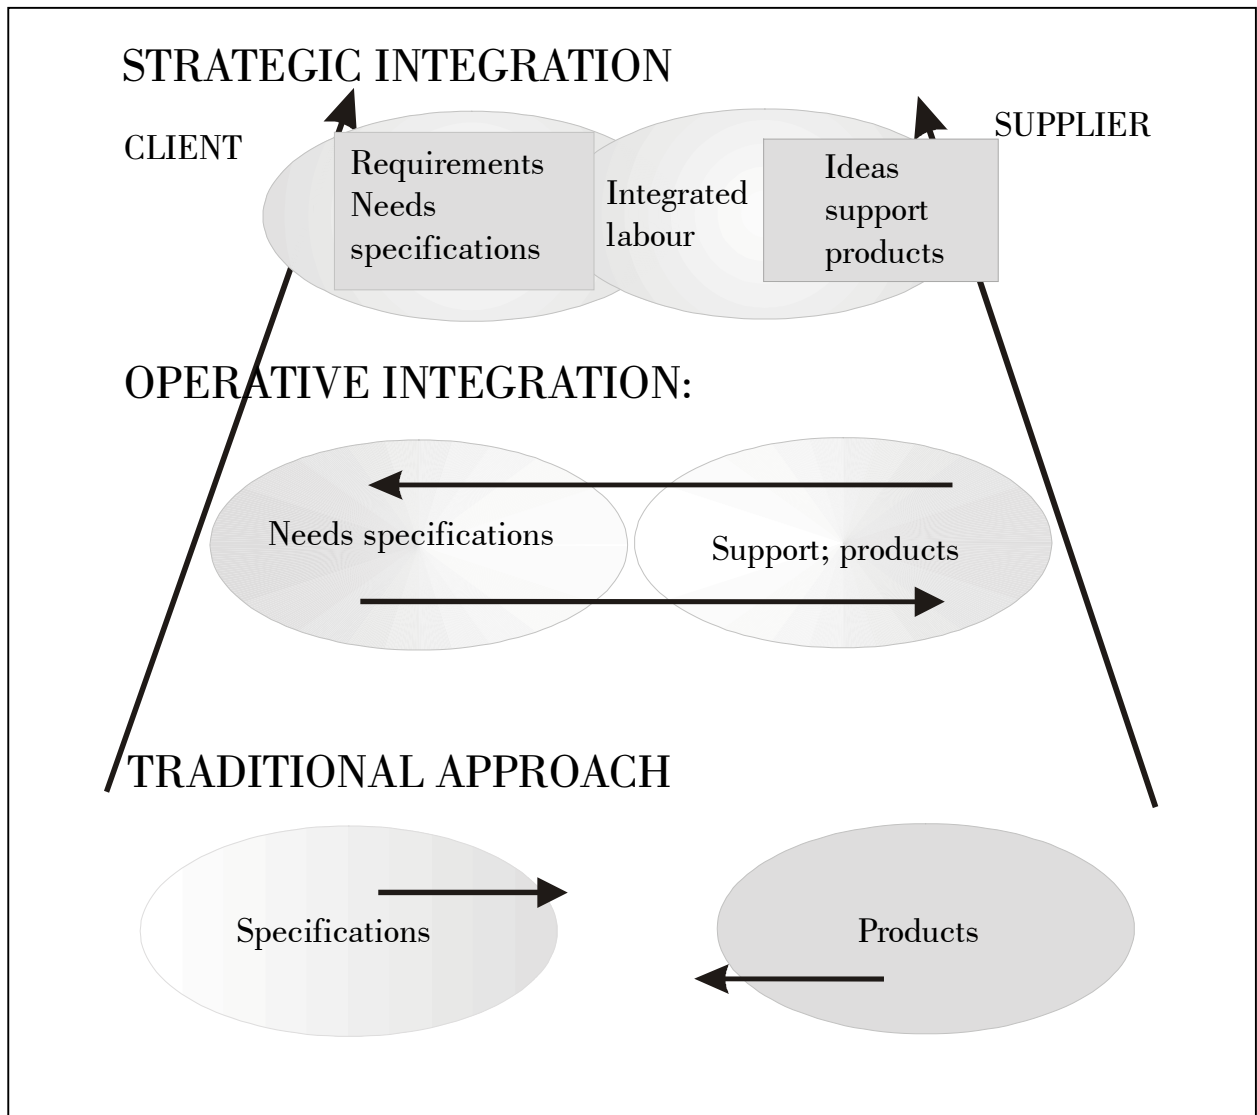 STRATEGIC INTEGRATION
CLIENT
SUPPLIER
Requirements
Needs
specifications
Integrated
labour
Ideas
support
products
OPERATIVE INTEGRATION:
Needs specifications
Support; products
TRADITIONAL APPROACH
Specifications
Products